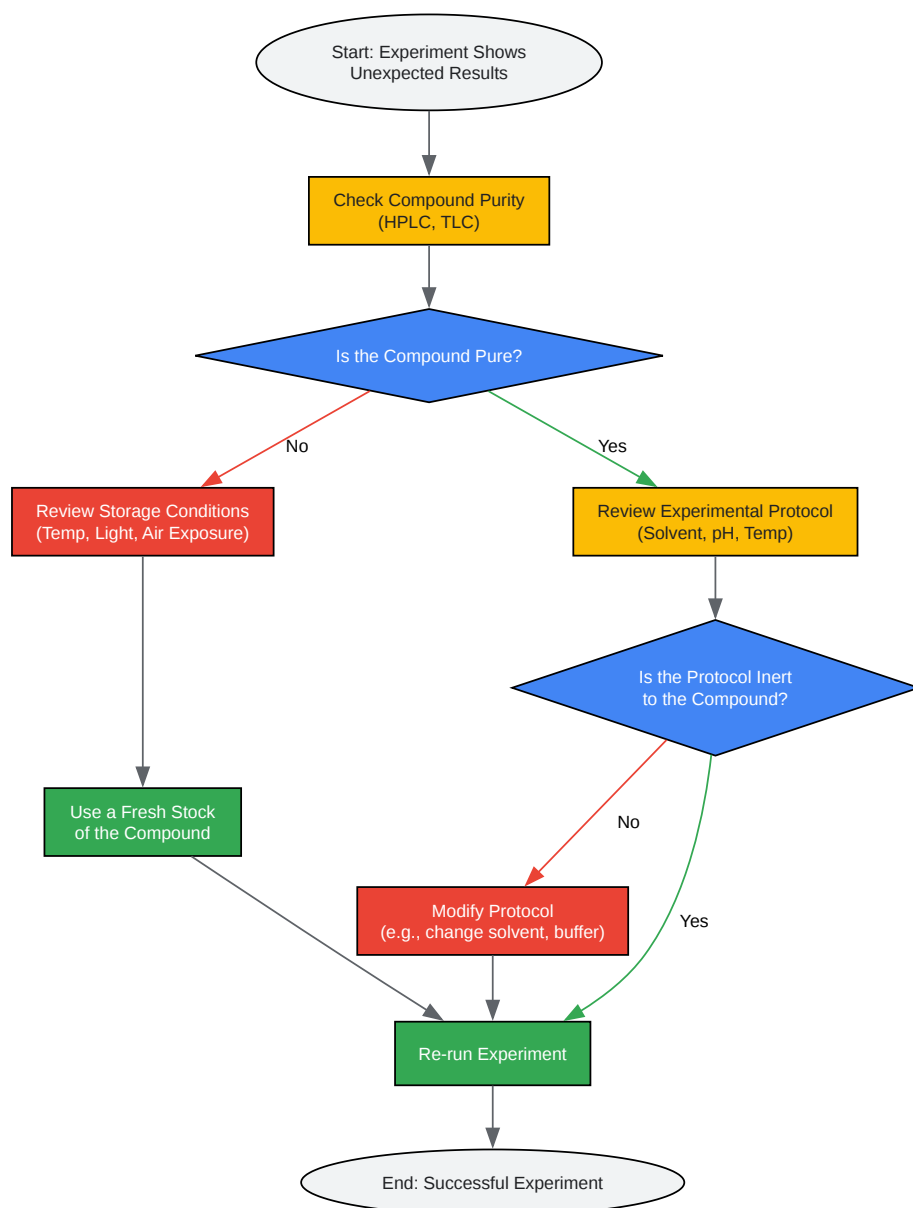 Start: Experiment Shows
Unexpected Results
Check Compound Purity
(HPLC, TLC)
Is the Compound Pure?
No
Yes
Review Storage Conditions
(Temp, Light, Air Exposure)
Review Experimental Protocol
(Solvent, pH, Temp)
Is the Protocol Inert
to the Compound?
Use a Fresh Stock
of the Compound
No
Modify Protocol
(e.g., change solvent, buffer)
Yes
Re-run Experiment
End: Successful Experiment